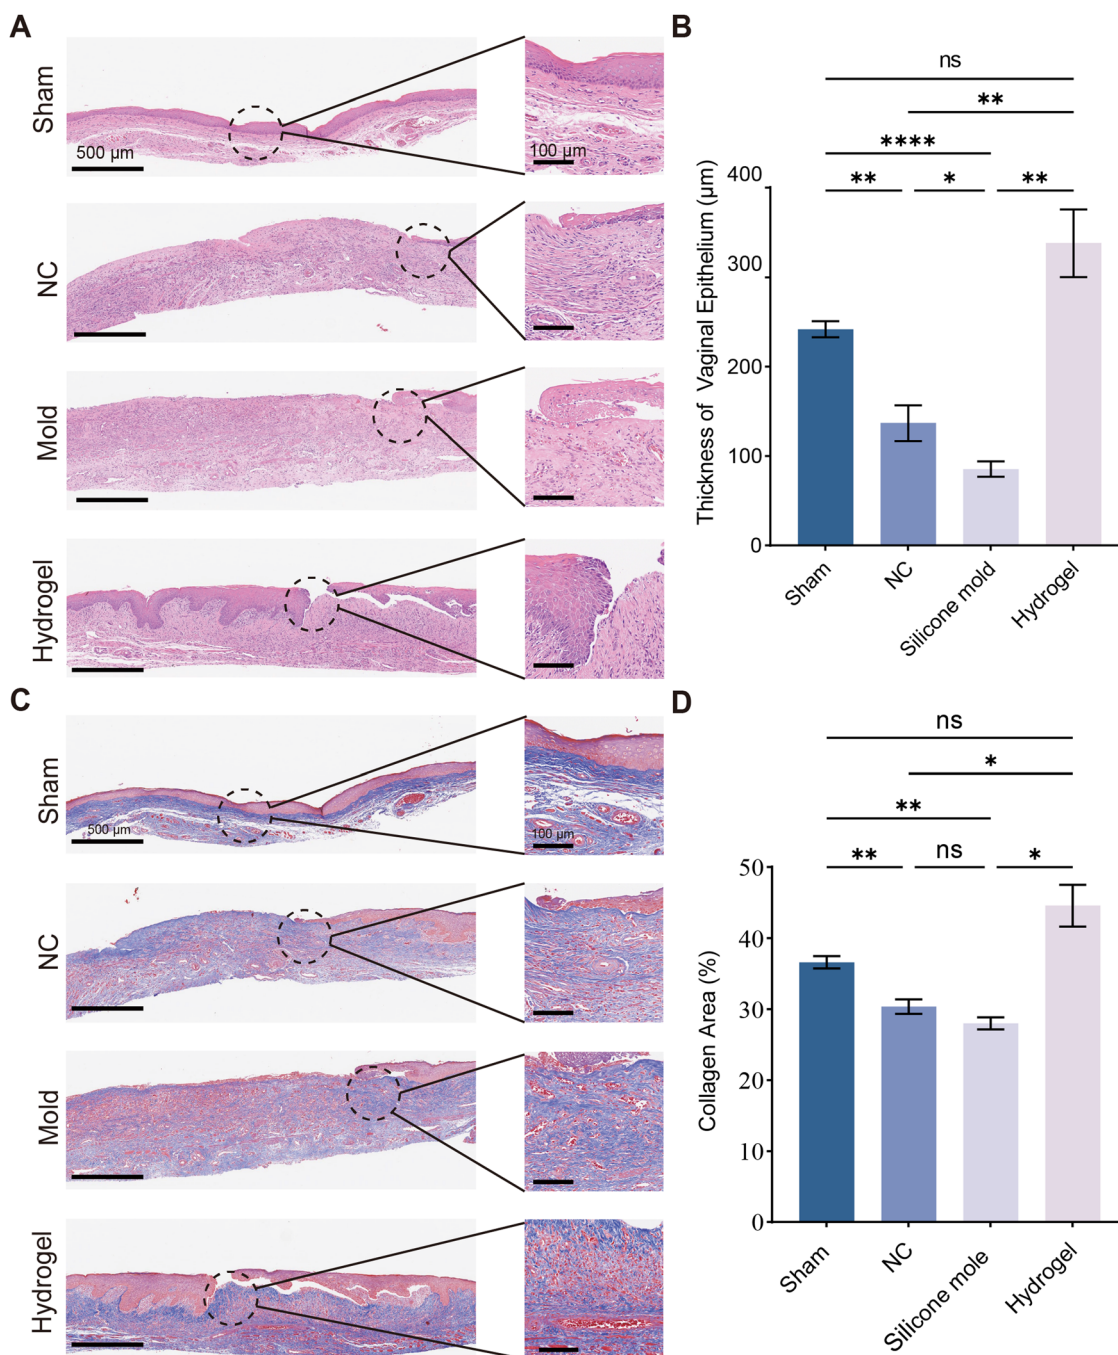 A
Sham
500 µm
100 µm
NC
Mold
Hydrogel
B
ns
**
****
** * **
Thickness of Vaginal Epithelium (µm)
400
300
200
100
0
Sham
NC
Silicone mold
Hydrogel
C
Sham
500 µm
100 µm
NC
Mold
Hydrogel
D
ns
*
**
** ns *
Collagen Area (%)
50
40
30
20
10
0
Sham
NC
Silicone mole
Hydrogel